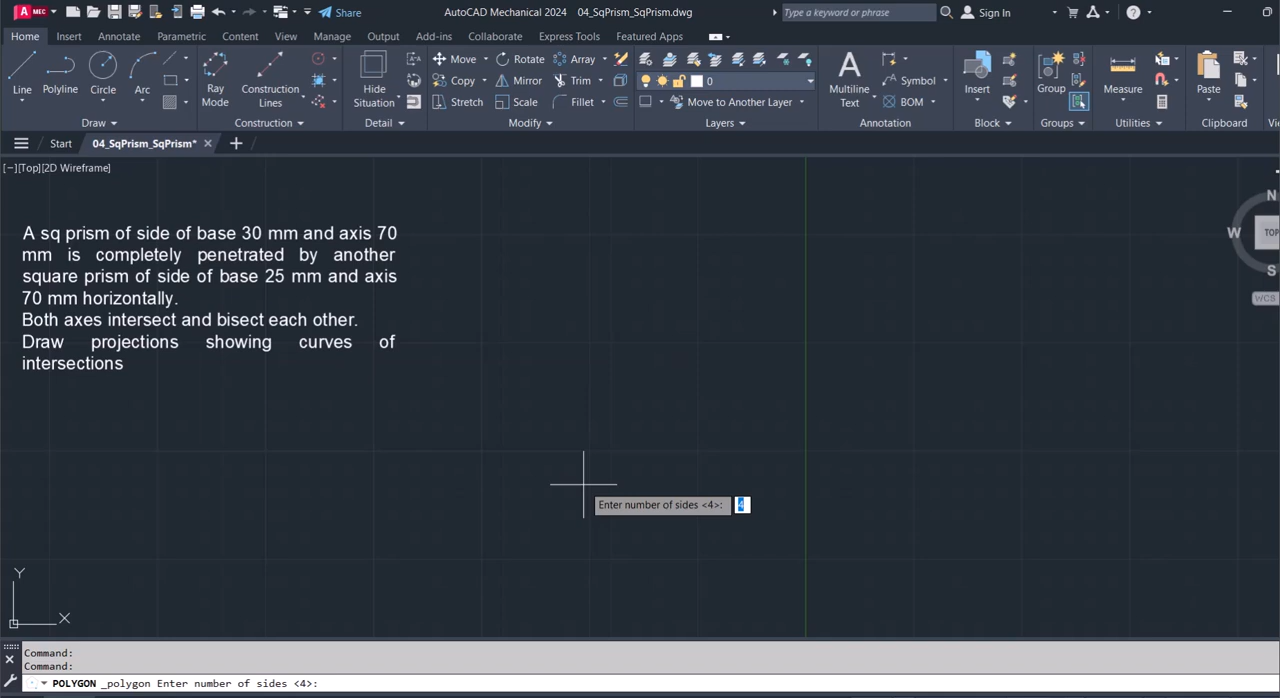 MEC
Share
AutoCAD Mechanical 2024 04_SqPrism_SqPrism.dwg
Type a keyword or phrase
Sign In
Home Insert Annotate Parametric Content View Manage Output Add-ins Collaborate Express Tools Featured Apps
Line Polyline Circle Arc
Ray Mode
Construction Lines
Hide Situation
Move Rotate Array
Copy Mirror Trim
Stretch Scale Fillet
0
Move to Another Layer
Multiline Text
Symbol
BOM
Insert
Group
Measure
Paste
Draw Construction Detail Modify Layers Annotation Block Groups Utilities Clipboard
Start 04_SqPrism_SqPrism*
[−][Top][2D Wireframe]
N
W TOP
S
WCS
A sq prism of side of base 30 mm and axis 70
mm is completely penetrated by another
square prism of side of base 25 mm and axis
70 mm horizontally.
Both axes intersect and bisect each other.
Draw projections showing curves of
intersections
Enter number of sides <4>: 4
Y
X
Command:
Command:
POLYGON _polygon Enter number of sides <4>: